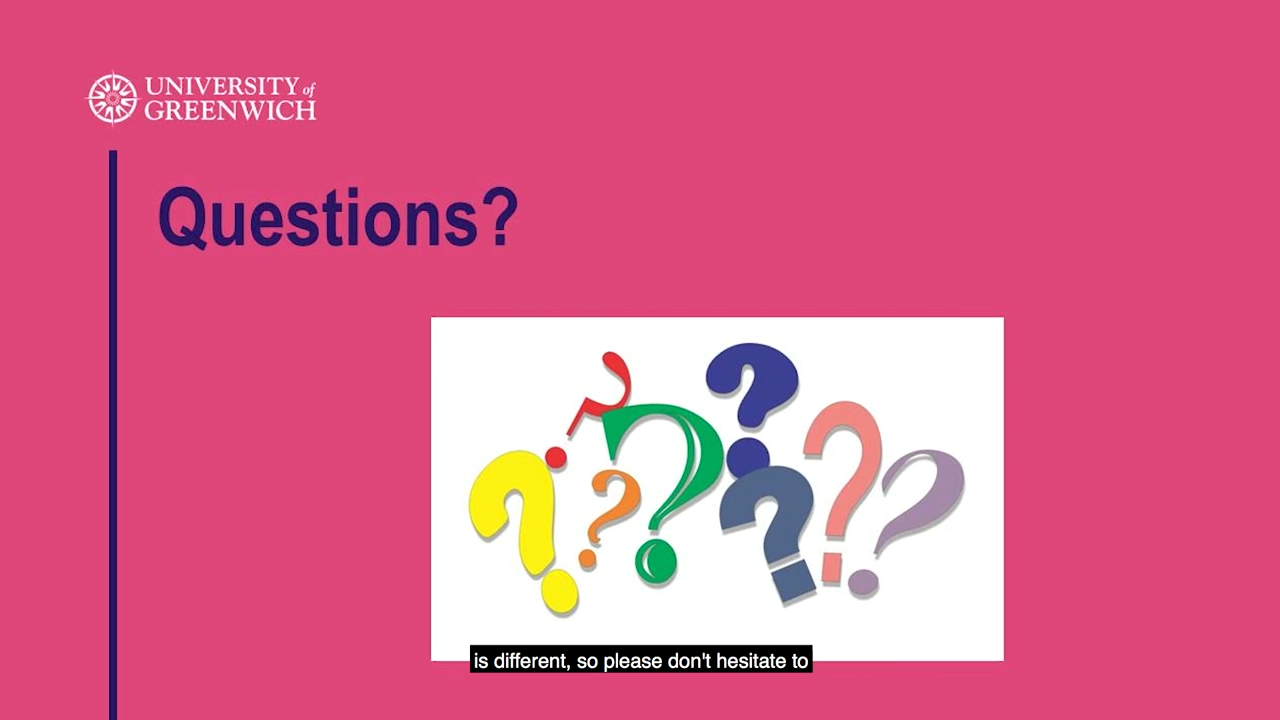 UNIVERSITY of
GREENWICH
Questions?
is different, so please don't hesitate to